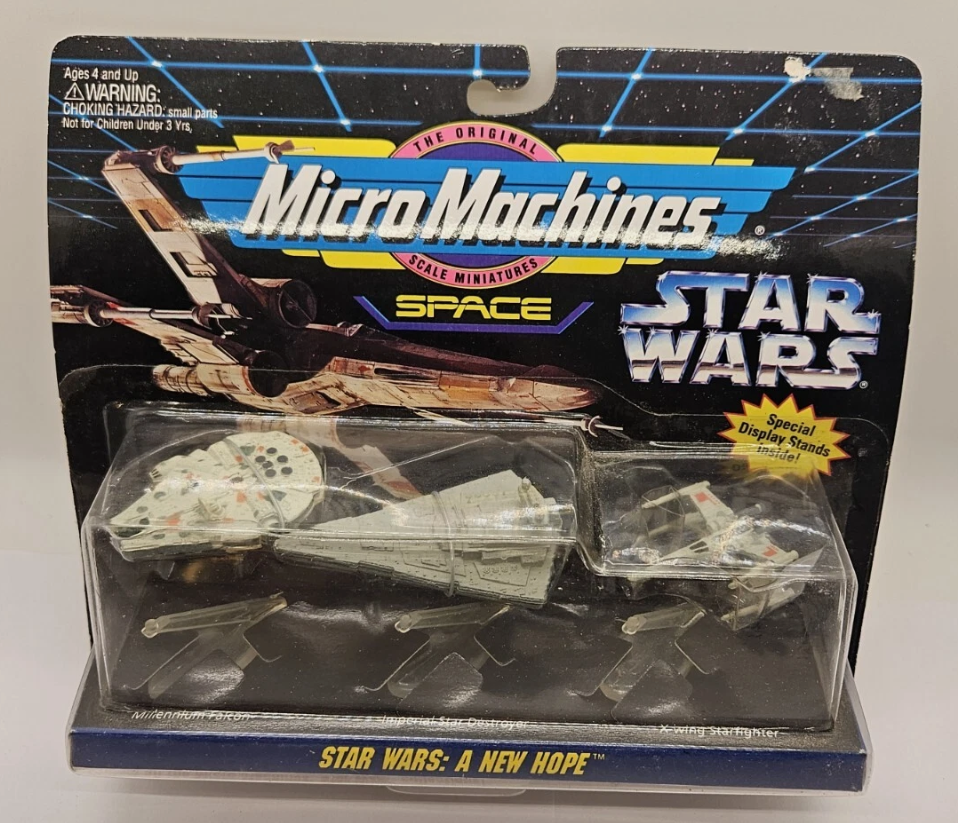 Ages 4 and Up
⚠WARNING:
CHOKING HAZARD: small parts
Not for Children Under 3 Yrs.
THE ORIGINAL
MicroMachines®
SCALE MINIATURES
SPACE
STAR
WARS®
Special
Display Stands
Inside!
Millennium Falcon
Imperial Star Destroyer
X-wing Starfighter
STAR WARS: A NEW HOPE™